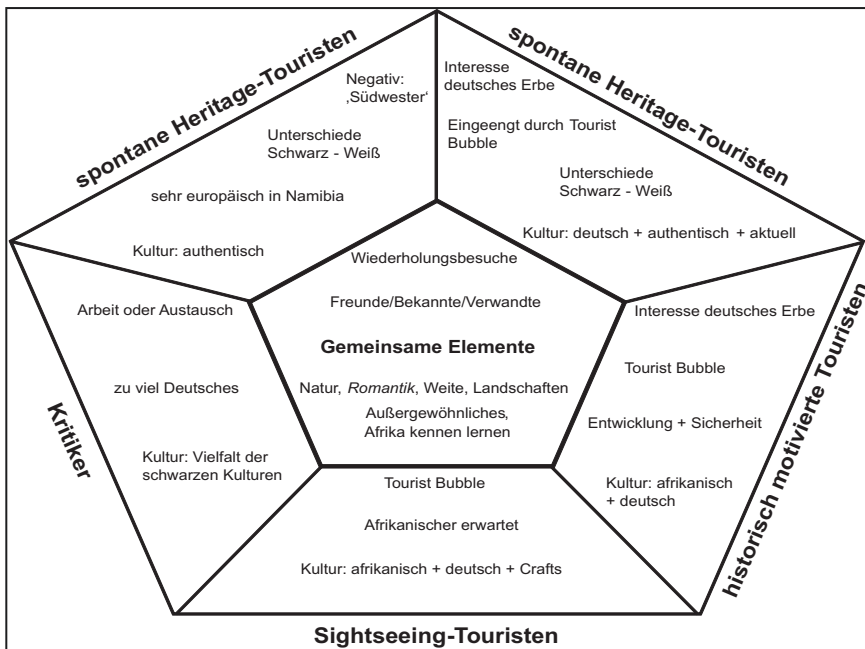 spontane Heritage-Touristen
Negativ:
‚Südwester‘
Unterschiede
Schwarz - Weiß
sehr europäisch in Namibia
Kultur: authentisch
spontane Heritage-Touristen
Interesse
deutsches Erbe
Eingeengt durch Tourist
Bubble
Unterschiede
Schwarz - Weiß
Kultur: deutsch + authentisch + aktuell
Kritiker
Arbeit oder Austausch
zu viel Deutsches
Kultur: Vielfalt der
schwarzen Kulturen
Wiederholungsbesuche
Freunde/Bekannte/Verwandte
Gemeinsame Elemente
Natur, Romantik, Weite, Landschaften
Außergewöhnliches,
Afrika kennen lernen
historisch motivierte Touristen
Interesse deutsches Erbe
Tourist Bubble
Entwicklung + Sicherheit
Kultur: afrikanisch
+ deutsch
Tourist Bubble
Afrikanischer erwartet
Kultur: afrikanisch + deutsch + Crafts
Sightseeing-Touristen